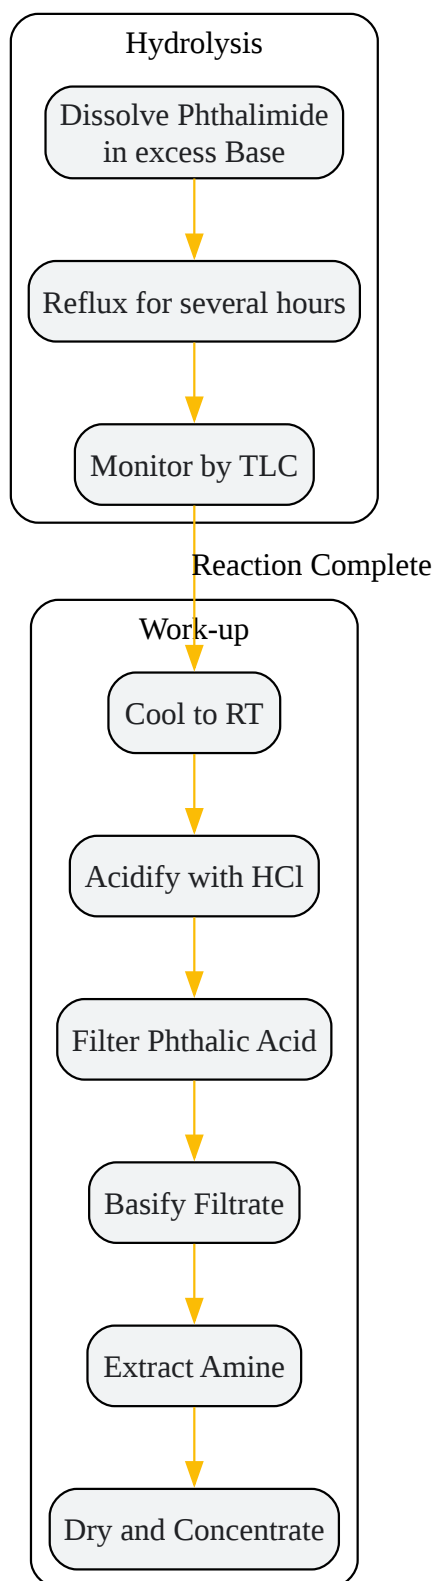 Hydrolysis
Dissolve Phthalimide
in excess Base
Reflux for several hours
Monitor by TLC
Reaction Complete
Work-up
Cool to RT
Acidify with HCl
Filter Phthalic Acid
Basify Filtrate
Extract Amine
Dry and Concentrate